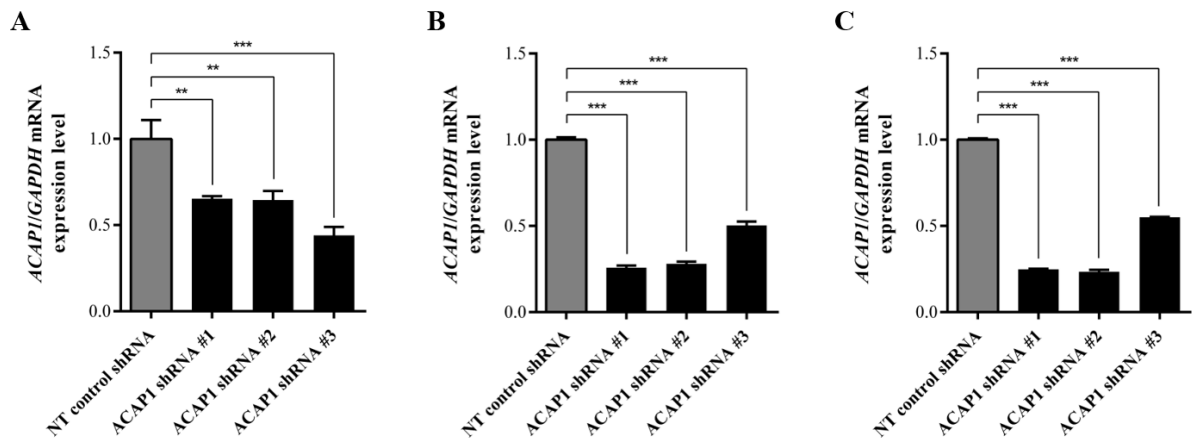 A
ACAP1/GAPDH mRNA
expression level
1.5
1.0
0.5
0.0
***
**
**
NT control shRNA
ACAP1 shRNA #1
ACAP1 shRNA #2
ACAP1 shRNA #3
B
ACAP1/GAPDH mRNA
expression level
1.5
1.0
0.5
0.0
***
***
***
NT control shRNA
ACAP1 shRNA #1
ACAP1 shRNA #2
ACAP1 shRNA #3
C
ACAP1/GAPDH mRNA
expression level
1.5
1.0
0.5
0.0
***
***
***
NT control shRNA
ACAP1 shRNA #1
ACAP1 shRNA #2
ACAP1 shRNA #3